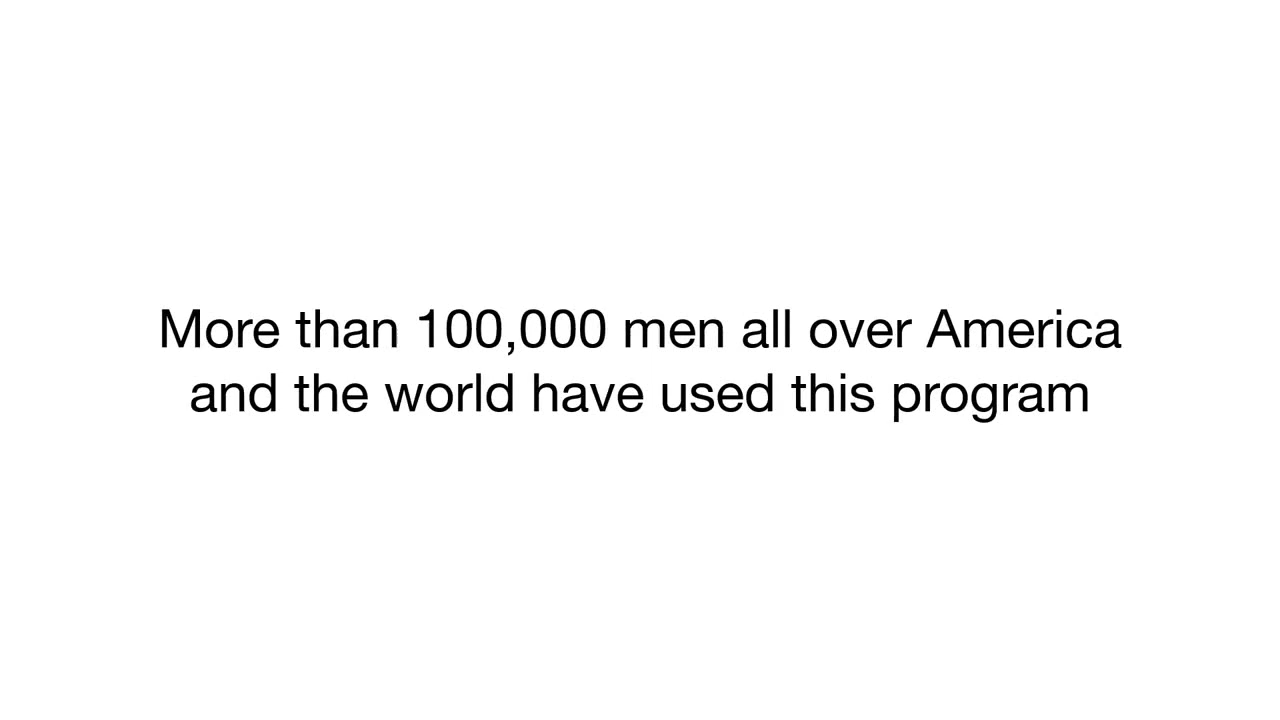 More than 100,000 men all over America
and the world have used this program